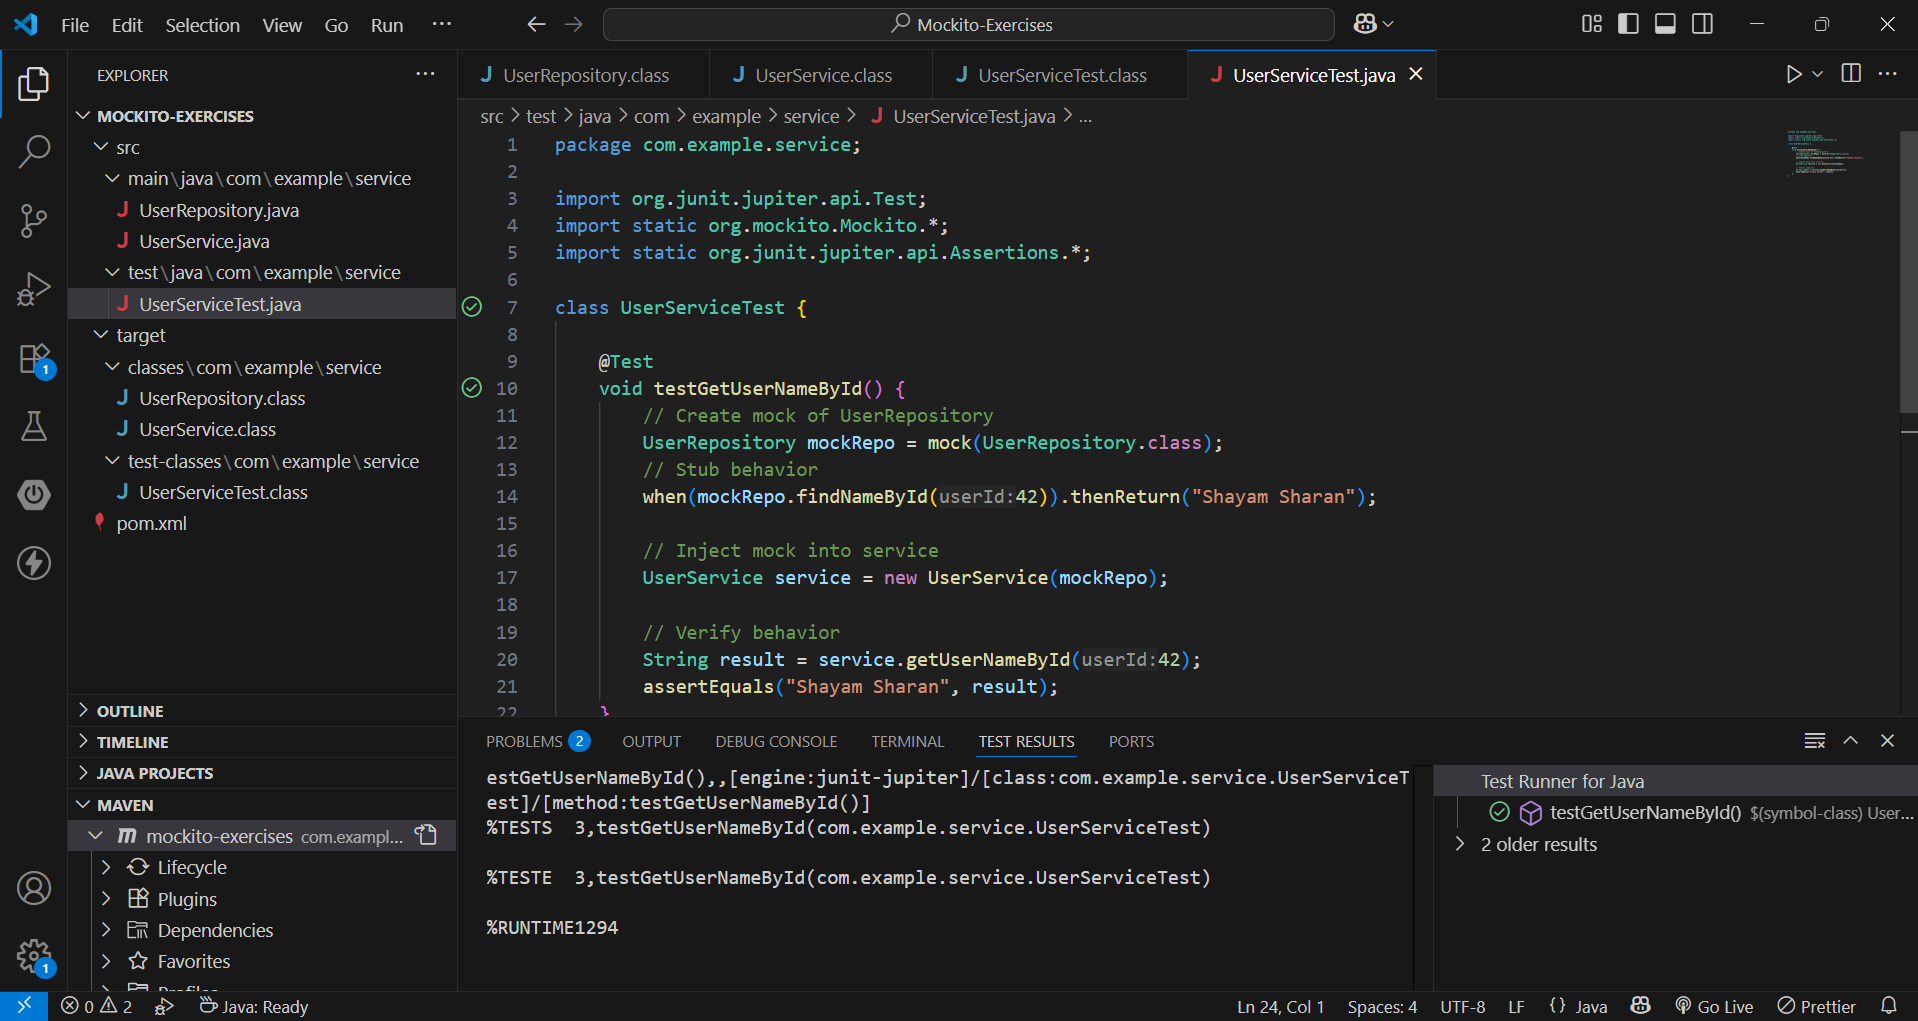 File Edit Selection View Go Run ···
Mockito-Exercises
EXPLORER ···
MOCKITO-EXERCISES
src
main\java\com\example\service
UserRepository.java
UserService.java
test\java\com\example\service
UserServiceTest.java
target
classes\com\example\service
UserRepository.class
UserService.class
test-classes\com\example\service
UserServiceTest.class
pom.xml
OUTLINE
TIMELINE
JAVA PROJECTS
MAVEN
mockito-exercises com.exampl...
Lifecycle
Plugins
Dependencies
Favorites
Profiles
1
1
UserRepository.class UserService.class UserServiceTest.class UserServiceTest.java
src > test > java > com > example > service > UserServiceTest.java > ...
1 package com.example.service;
2
3 import org.junit.jupiter.api.Test;
4 import static org.mockito.Mockito.*;
5 import static org.junit.jupiter.api.Assertions.*;
6
7 class UserServiceTest {
8
9 @Test
10 void testGetUserNameById() {
11 // Create mock of UserRepository
12 UserRepository mockRepo = mock(UserRepository.class);
13 // Stub behavior
14 when(mockRepo.findNameById(userId:42)).thenReturn("Shayam Sharan");
15
16 // Inject mock into service
17 UserService service = new UserService(mockRepo);
18
19 // Verify behavior
20 String result = service.getUserNameById(userId:42);
21 assertEquals("Shayam Sharan", result);
22 }
PROBLEMS 2 OUTPUT DEBUG CONSOLE TERMINAL TEST RESULTS PORTS
estGetUserNameById(),,[engine:junit-jupiter]/[class:com.example.service.UserServiceT
est]/[method:testGetUserNameById()]
%TESTS 3,testGetUserNameById(com.example.service.UserServiceTest)
%TESTE 3,testGetUserNameById(com.example.service.UserServiceTest)
%RUNTIME1294
Test Runner for Java
testGetUserNameById() $(symbol-class) User...
2 older results
0 2 Java: Ready
Ln 24, Col 1 Spaces: 4 UTF-8 LF {} Java Go Live Prettier